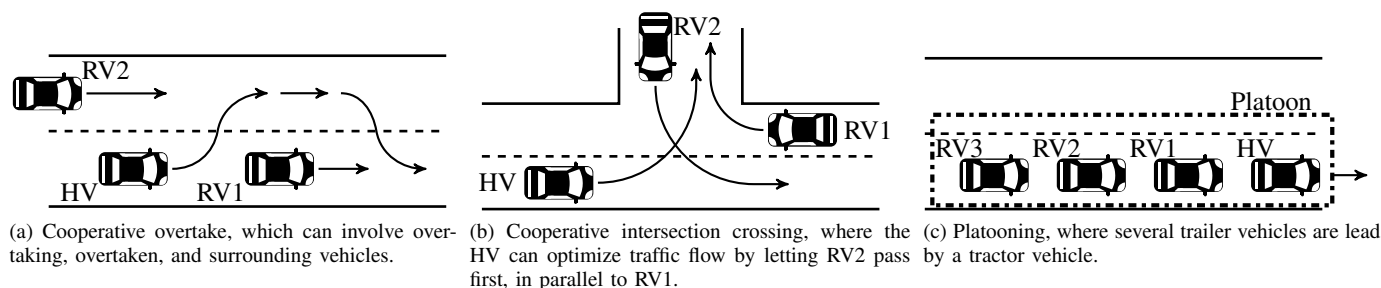 RV2
HV
RV1
(a) Cooperative overtake, which can involve over-
taking, overtaken, and surrounding vehicles.
RV2
RV1
HV
(b) Cooperative intersection crossing, where the
HV can optimize traffic flow by letting RV2 pass
first, in parallel to RV1.
Platoon
RV3 RV2 RV1 HV
(c) Platooning, where several trailer vehicles are lead
by a tractor vehicle.